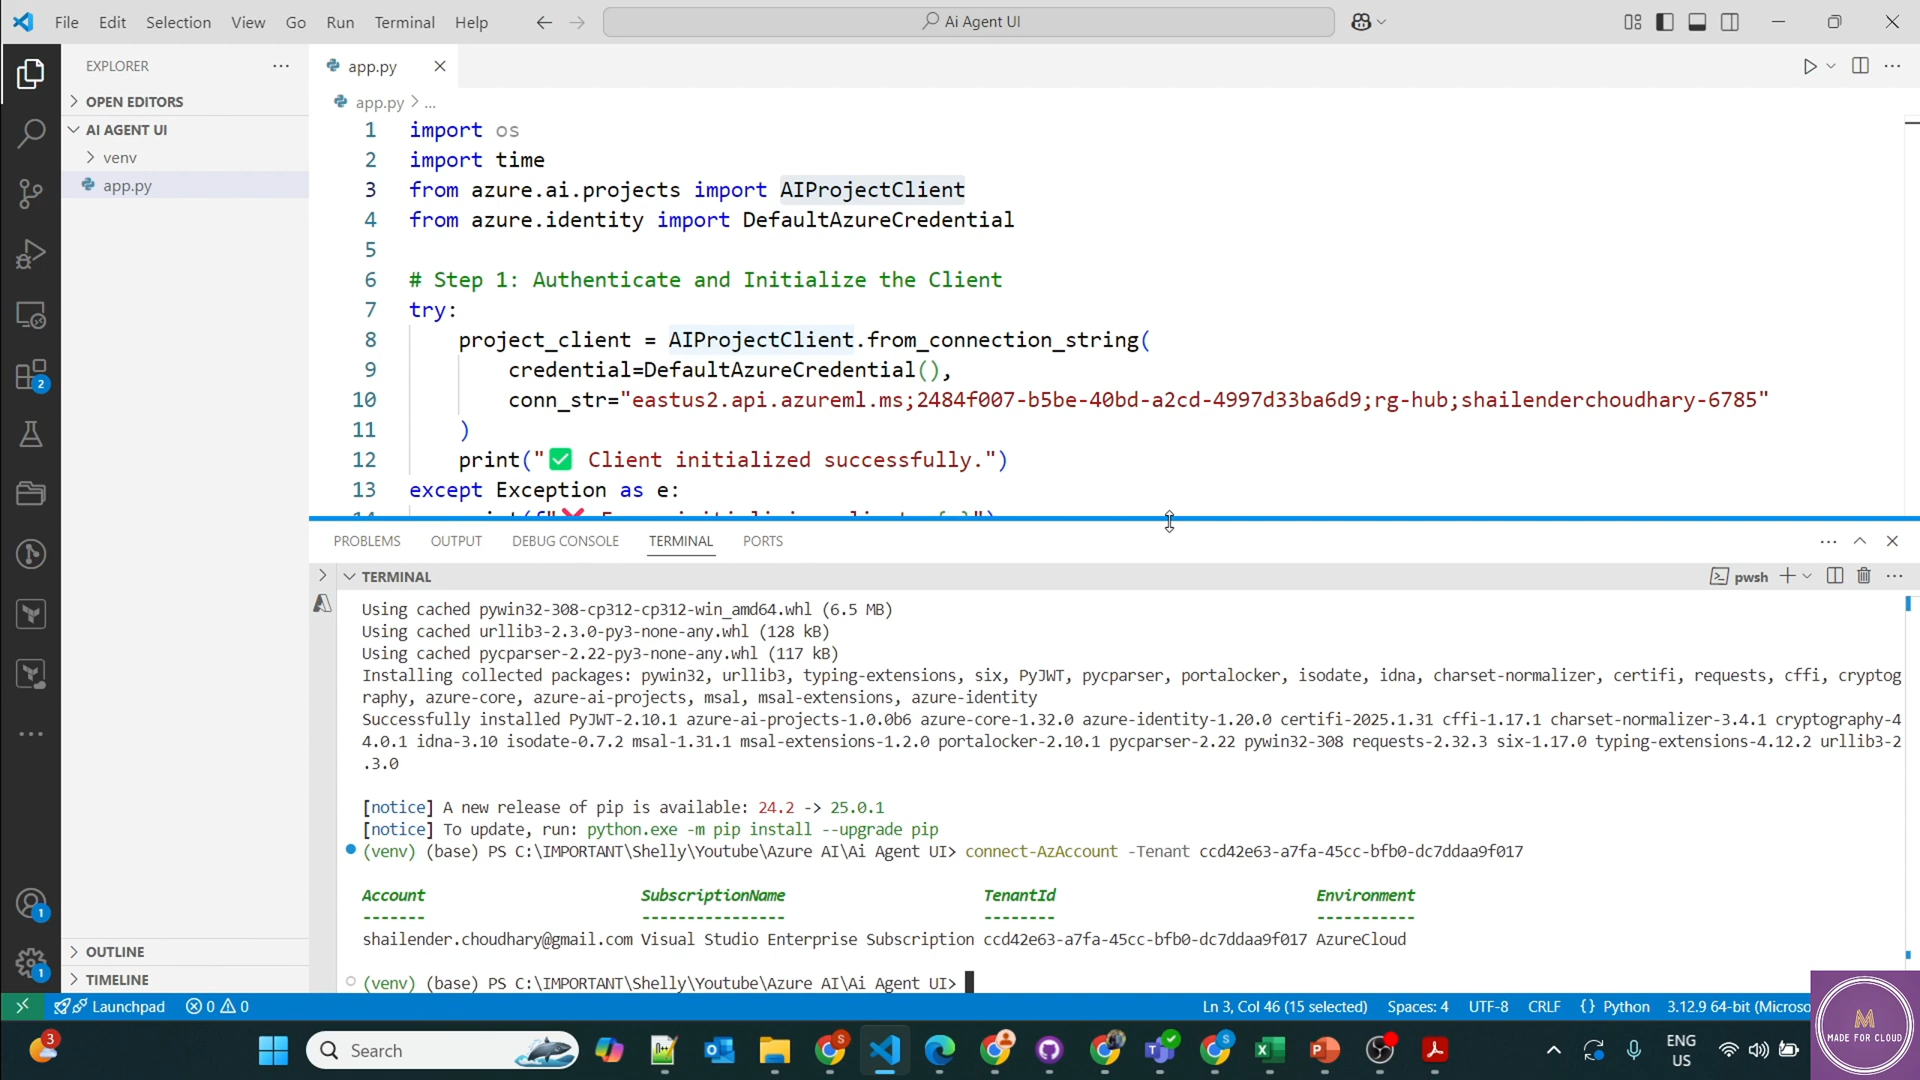 File Edit Selection View Go Run Terminal Help
Ai Agent UI
EXPLORER
app.py
OPEN EDITORS
AI AGENT UI
venv
app.py
app.py > ...
1 import os
2 import time
3 from azure.ai.projects import AIProjectClient
4 from azure.identity import DefaultAzureCredential
5
6 # Step 1: Authenticate and Initialize the Client
7 try:
8 project_client = AIProjectClient.from_connection_string(
9 credential=DefaultAzureCredential(),
10 conn_str="eastus2.api.azureml.ms;2484f007-b5be-40bd-a2cd-4997d33ba6d9;rg-hub;shailenderchoudhary-6785"
11 )
12 print("✅ Client initialized successfully.")
13 except Exception as e:
PROBLEMS OUTPUT DEBUG CONSOLE TERMINAL PORTS
TERMINAL
pwsh
Using cached pywin32-308-cp312-cp312-win_amd64.whl (6.5 MB)
Using cached urllib3-2.3.0-py3-none-any.whl (128 kB)
Using cached pycparser-2.22-py3-none-any.whl (117 kB)
Installing collected packages: pywin32, urllib3, typing-extensions, six, PyJWT, pycparser, portalocker, isodate, idna, charset-normalizer, certifi, requests, cffi, cryptog
raphy, azure-core, azure-ai-projects, msal, msal-extensions, azure-identity
Successfully installed PyJWT-2.10.1 azure-ai-projects-1.0.0b6 azure-core-1.32.0 azure-identity-1.20.0 certifi-2025.1.31 cffi-1.17.1 charset-normalizer-3.4.1 cryptography-4
4.0.1 idna-3.10 isodate-0.7.2 msal-1.31.1 msal-extensions-1.2.0 portalocker-2.10.1 pycparser-2.22 pywin32-308 requests-2.32.3 six-1.17.0 typing-extensions-4.12.2 urllib3-2
.3.0
[notice] A new release of pip is available: 24.2 -> 25.0.1
[notice] To update, run: python.exe -m pip install --upgrade pip
(venv) (base) PS C:\IMPORTANT\Shelly\Youtube\Azure AI\Ai Agent UI> connect-AzAccount -Tenant ccd42e63-a7fa-45cc-bfb0-dc7ddaa9f017
Account SubscriptionName TenantId Environment
------- ---------------- -------- -----------
shailender.choudhary@gmail.com Visual Studio Enterprise Subscription ccd42e63-a7fa-45cc-bfb0-dc7ddaa9f017 AzureCloud
(venv) (base) PS C:\IMPORTANT\Shelly\Youtube\Azure AI\Ai Agent UI>
OUTLINE
TIMELINE
Launchpad 0 0
Ln 3, Col 46 (15 selected) Spaces: 4 UTF-8 CRLF {} Python 3.12.9 64-bit (Microso
2
1
1
3
Search
ENG
US
M
MADE FOR CLOUD